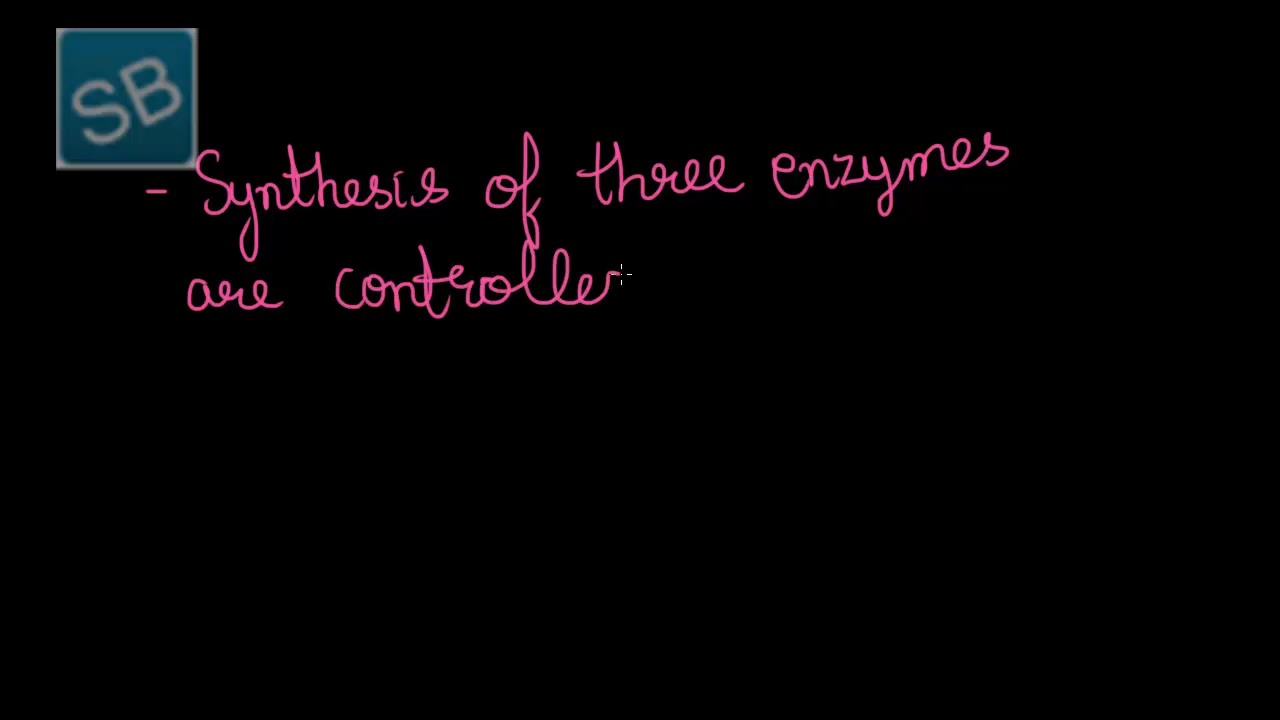 SB
- Synthesis of three enzymes
are controlle